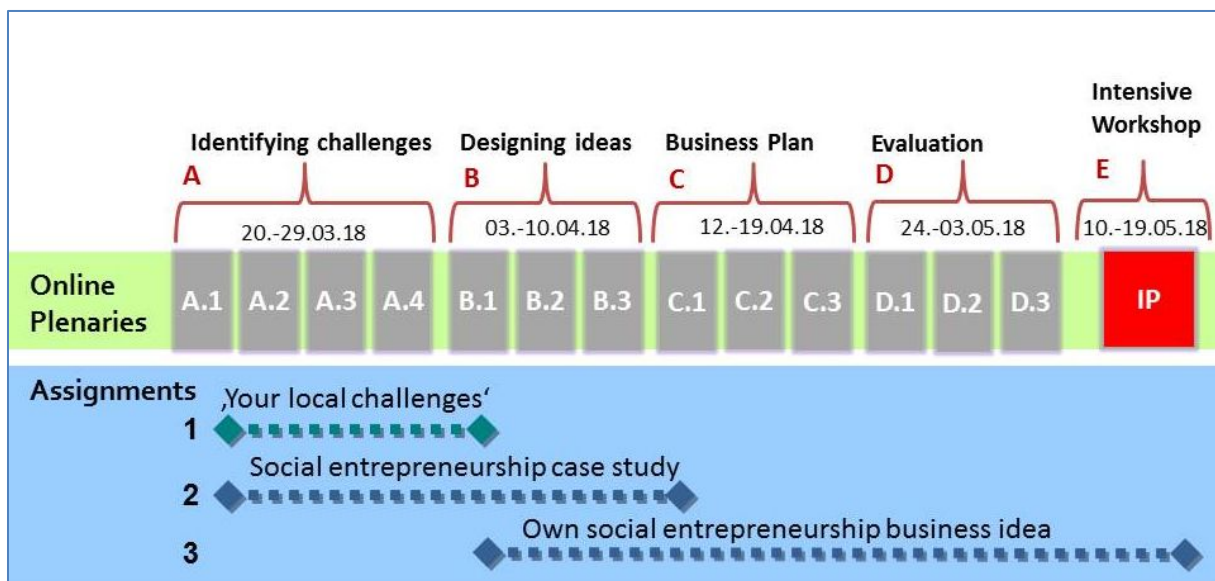 Intensive
Workshop
Identifying challenges
Designing ideas
Business Plan
Evaluation
A
B
C
D
E
20.-29.03.18
03.-10.04.18
12.-19.04.18
24.-03.05.18
10.-19.05.18
Online
Plenaries
A.1
A.2
A.3
A.4
B.1
B.2
B.3
C.1
C.2
C.3
D.1
D.2
D.3
IP
Assignments
‚Your local challenges‘
1
Social entrepreneurship case study
2
Own social entrepreneurship business idea
3